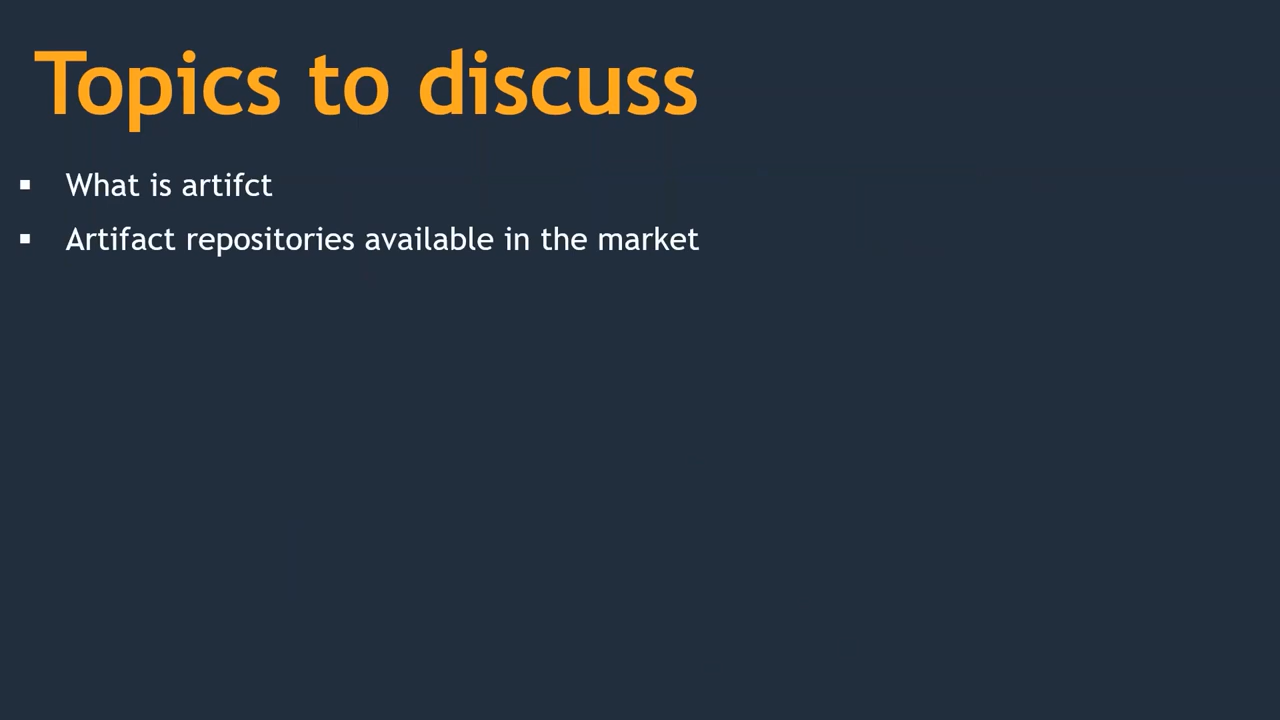 Topics to discuss
▪ What is artifct
▪ Artifact repositories available in the market